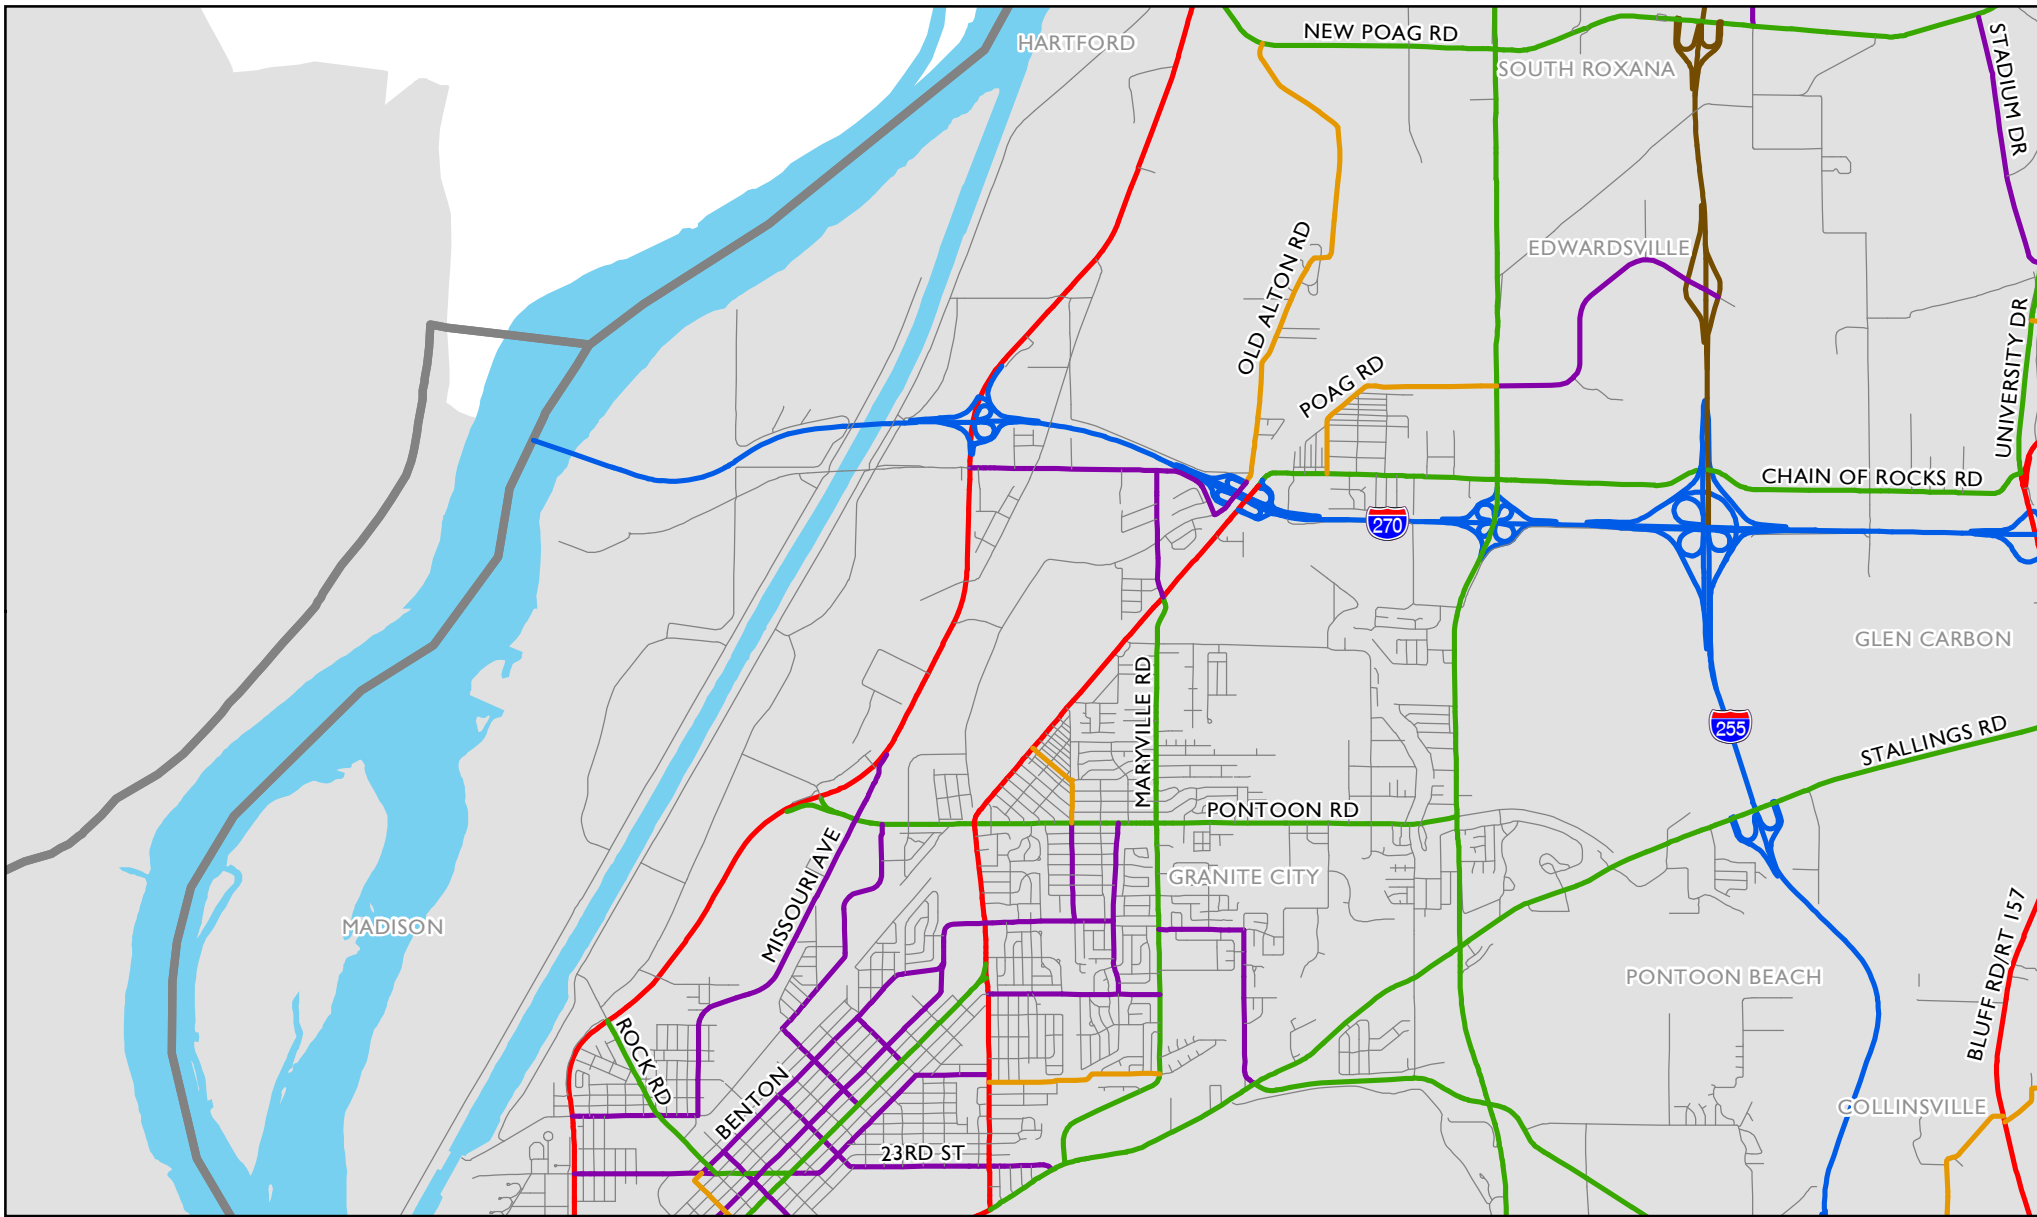 HARTFORD
NEW POAG RD
SOUTH ROXANA
STADIUM DR
OLD ALTON RD
EDWARDSVILLE
POAG RD
UNIVERSITY DR
CHAIN OF ROCKS RD
270
GLEN CARBON
MARYVILLE RD
255
STALLINGS RD
PONTOON RD
MISSOURI AVE
GRANITE CITY
MADISON
BLUFF RD/RT 157
PONTOON BEACH
ROCK RD
BENTON
COLLINSVILLE
23RD ST